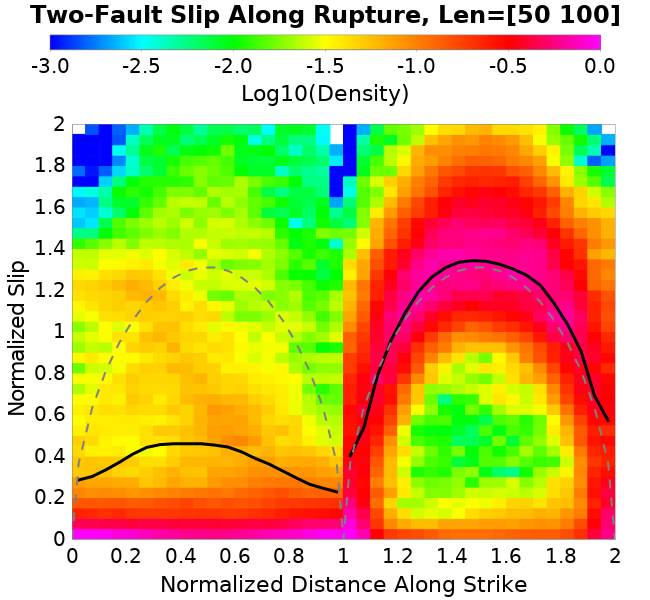 Two-Fault Slip Along Rupture, Len=[50 100]
-3.0 -2.5 -2.0 -1.5 -1.0 -0.5 0.0
Log10(Density)
Normalized Slip
2
1.8
1.6
1.4
1.2
1
0.8
0.6
0.4
0.2
0
0 0.2 0.4 0.6 0.8 1 1.2 1.4 1.6 1.8 2
Normalized Distance Along Strike